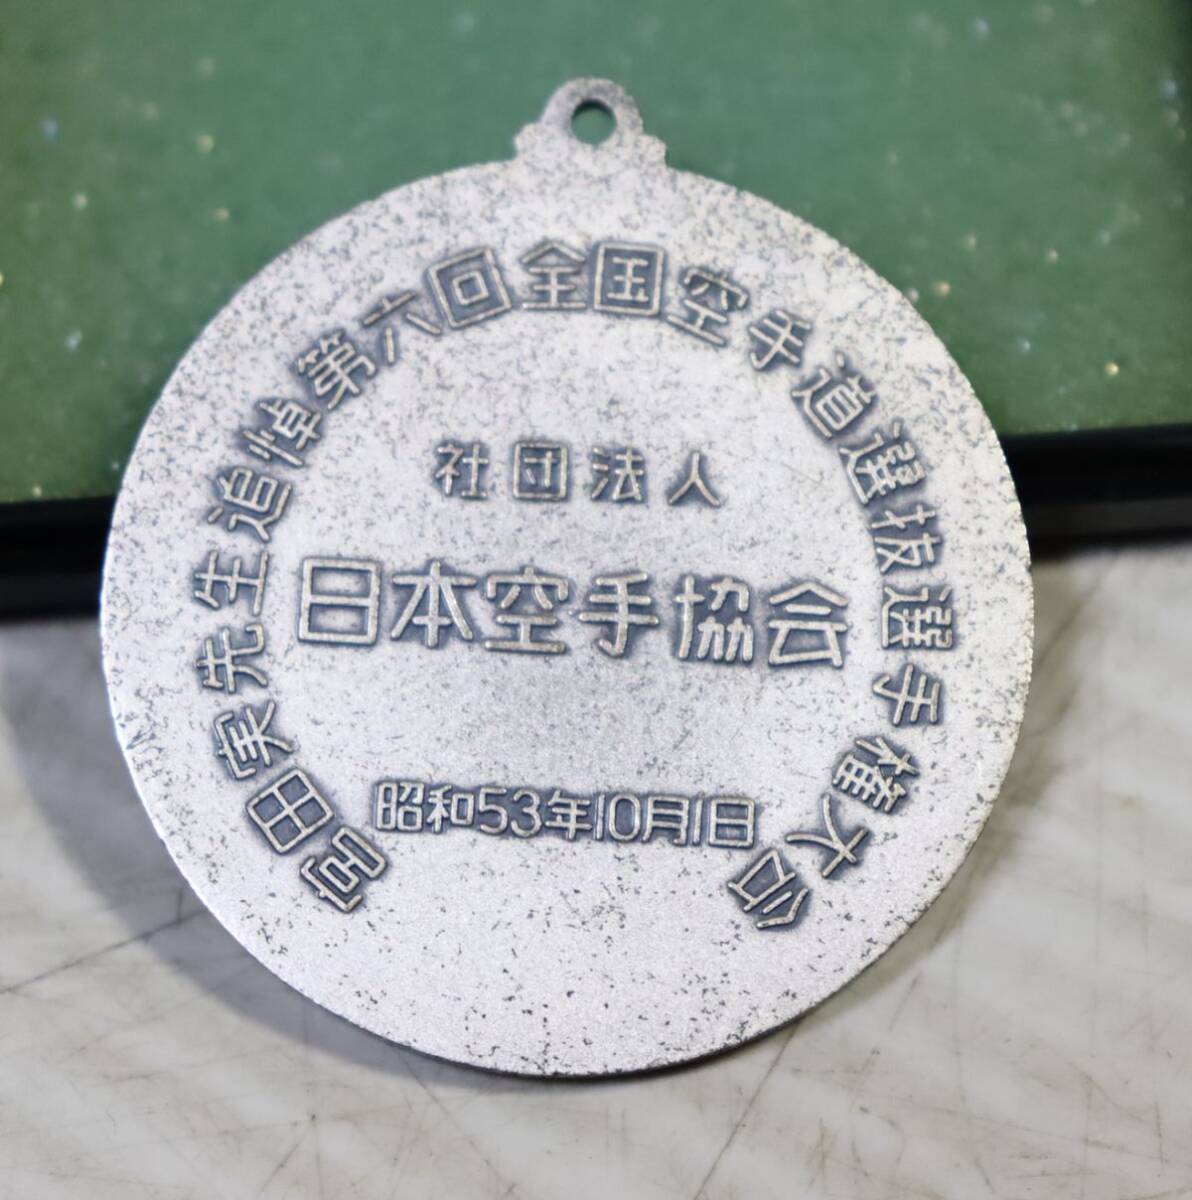 宮田実先生追悼第六回全国空手道選抜選手権大会
社団法人
日本空手協会
昭和53年10月1日